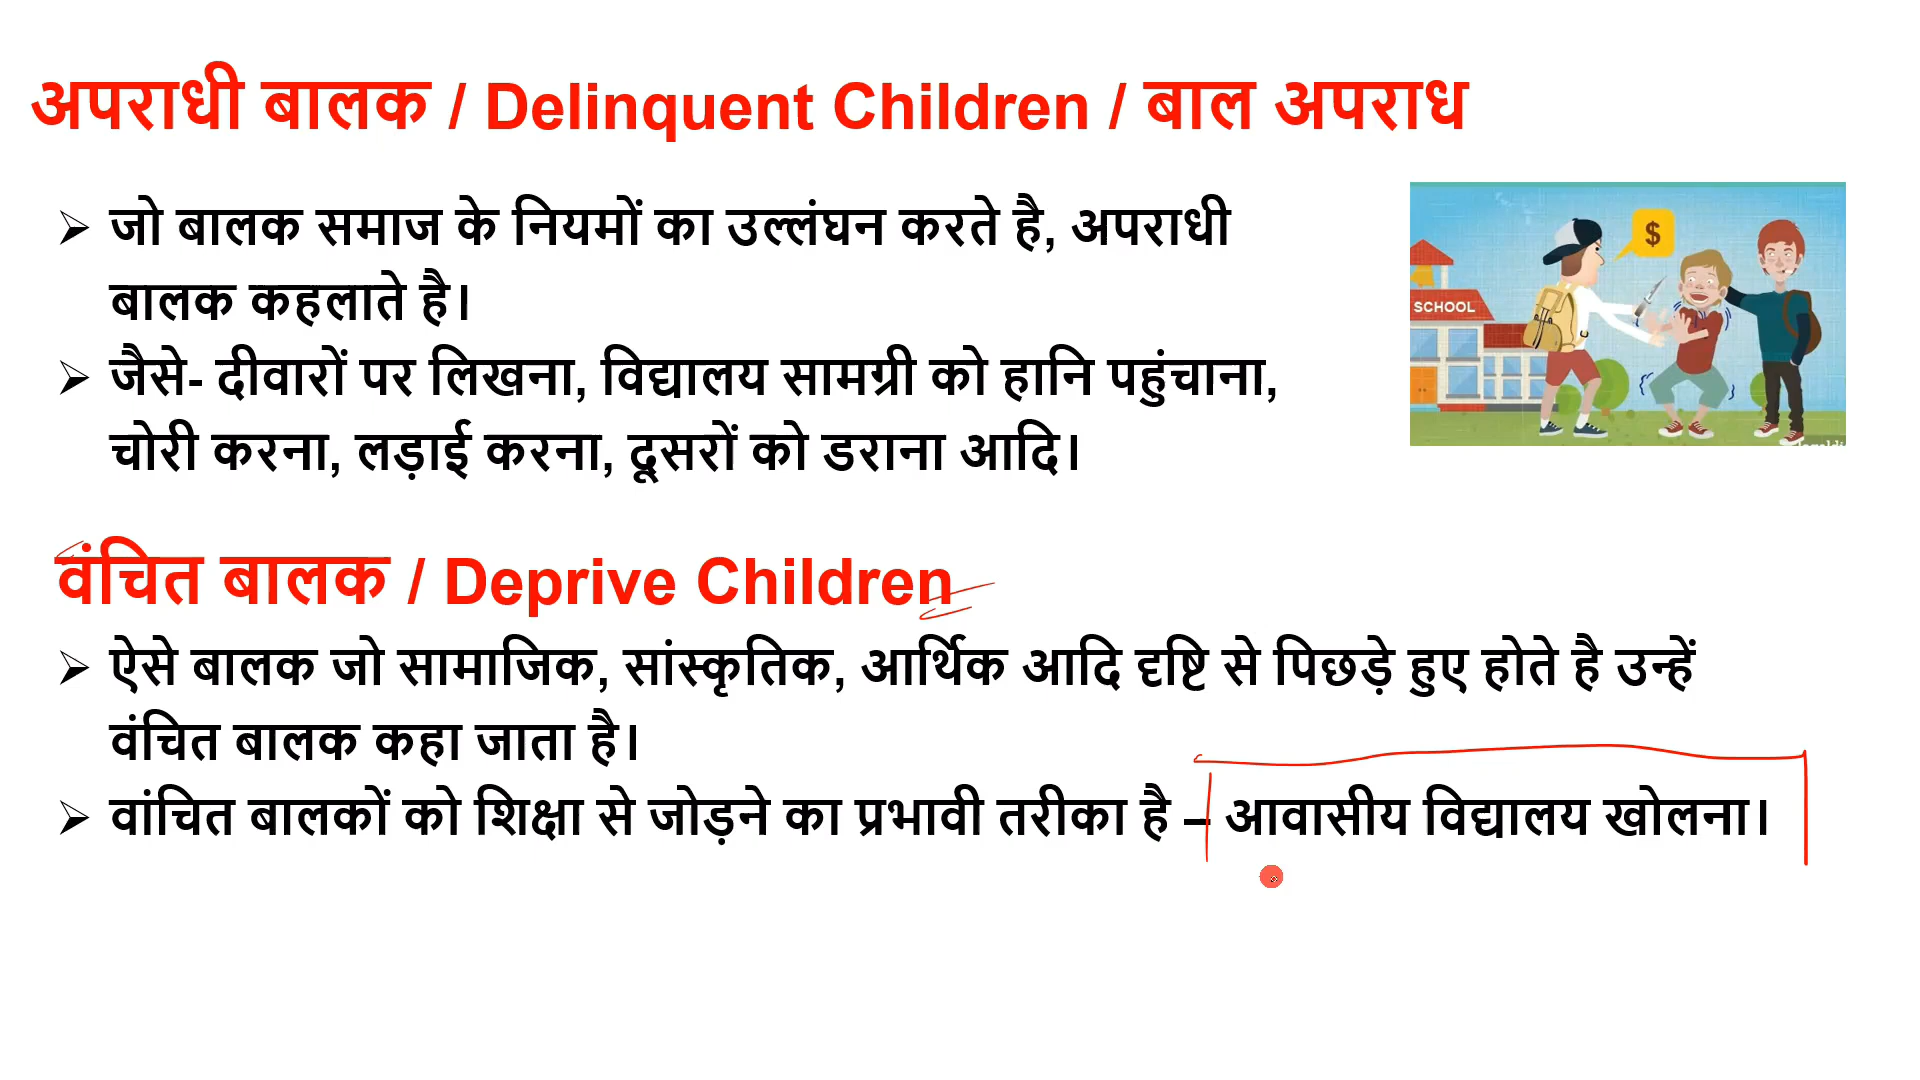 अपराधी बालक / Delinquent Children / बाल अपराध
जो बालक समाज के नियमों का उल्लंघन करते है, अपराधी
बालक कहलाते है।
$
SCHOOL
जैसे- दीवारों पर लिखना, विद्यालय सामग्री को हानि पहुंचाना,
चोरी करना, लड़ाई करना, दूसरों को डराना आदि।
वंचित बालक / Deprive Children
ऐसे बालक जो सामाजिक, सांस्कृतिक, आर्थिक आदि दृष्टि से पिछड़े हुए होते है उन्हें
वंचित बालक कहा जाता है।
वांचित बालकों को शिक्षा से जोड़ने का प्रभावी तरीका है – आवासीय विद्यालय खोलना।